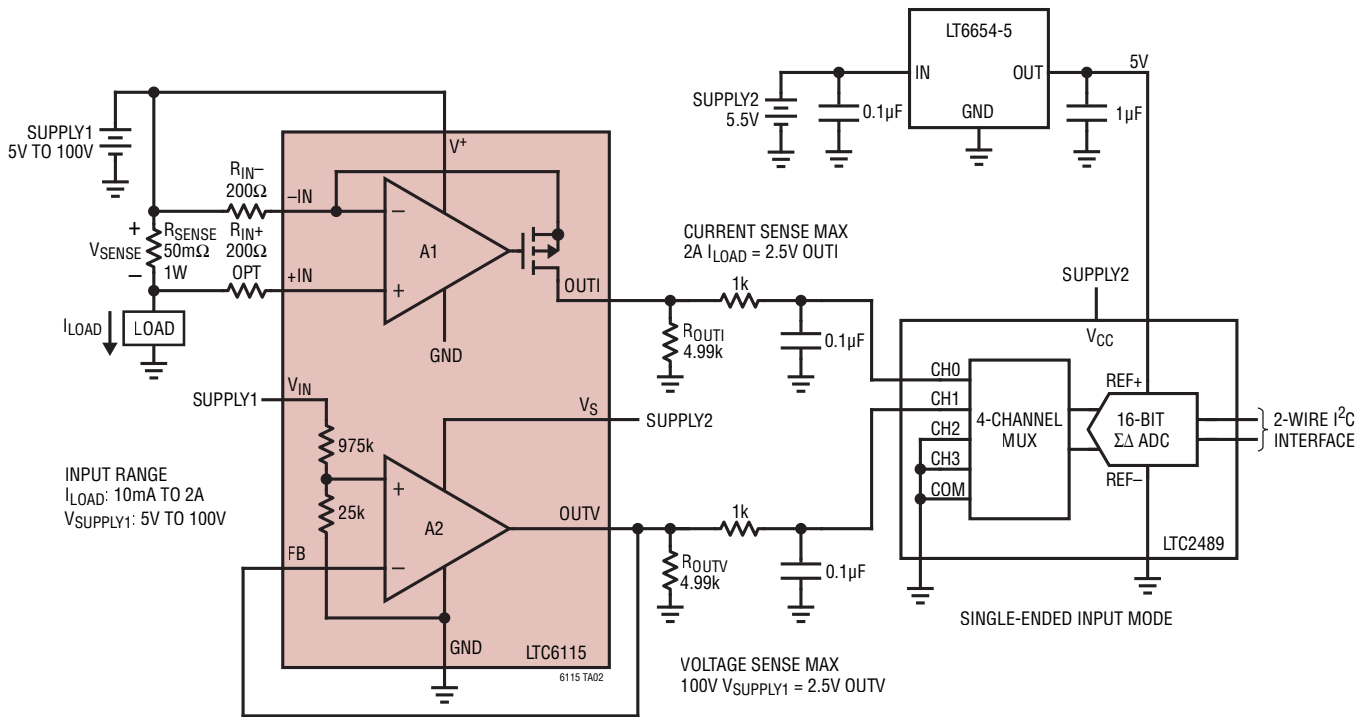 LT6654-5
IN
OUT
GND
5V
SUPPLY2
5.5V
0.1µF
1µF
SUPPLY1
5V TO 100V
V+
RIN–
200Ω
–IN
+
VSENSE
–
RSENSE
50mΩ
1W
RIN+
200Ω
OPT
+IN
–
+
A1
OUTI
GND
ILOAD
LOAD
CURRENT SENSE MAX
2A ILOAD = 2.5V OUTI
1k
ROUTI
4.99k
0.1µF
SUPPLY2
VCC
CH0
CH1
CH2
CH3
COM
4-CHANNEL
MUX
REF+
16-BIT
ΣΔ ADC
REF–
2-WIRE I2C
INTERFACE
LTC2489
SINGLE-ENDED INPUT MODE
SUPPLY1
VIN
VS
SUPPLY2
975k
25k
+
–
A2
OUTV
FB
GND
LTC6115
6115 TA02
INPUT RANGE
ILOAD: 10mA TO 2A
VSUPPLY1: 5V TO 100V
1k
ROUTV
4.99k
0.1µF
VOLTAGE SENSE MAX
100V VSUPPLY1 = 2.5V OUTV